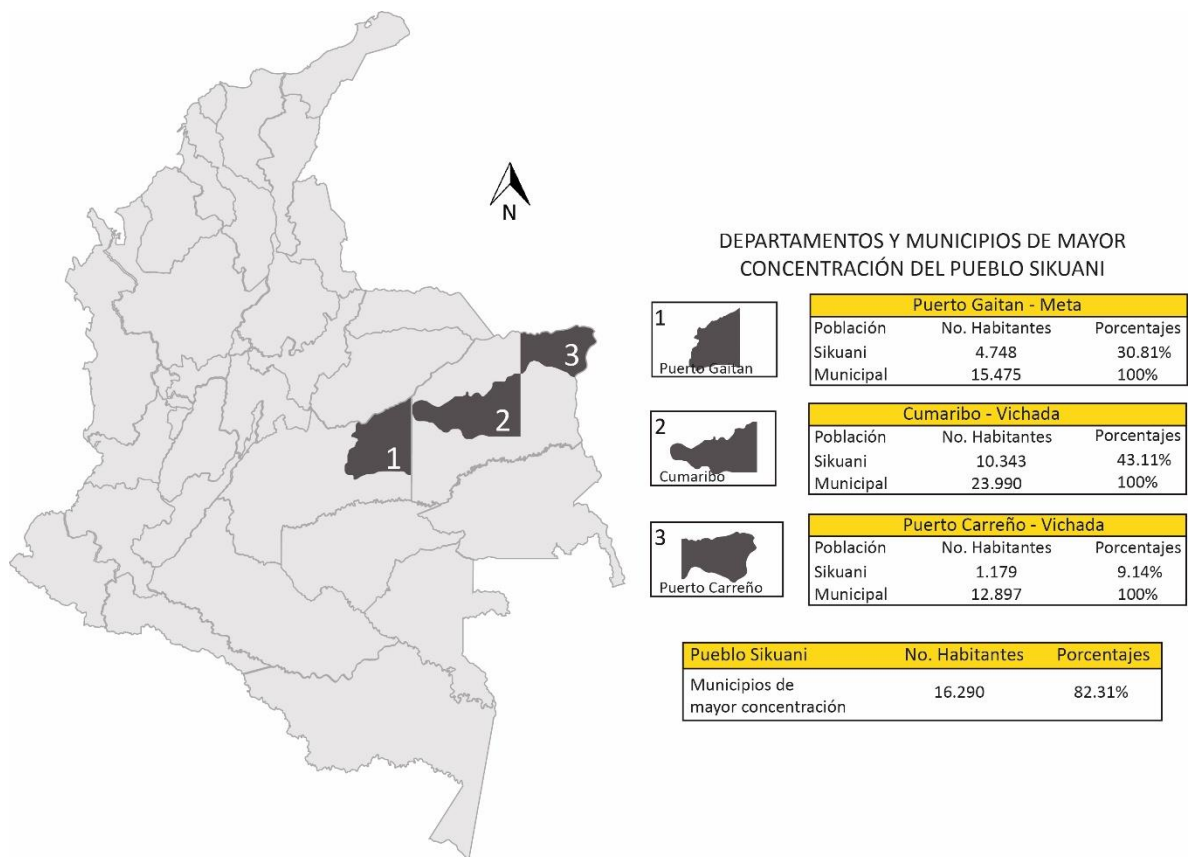 N
1
2
3
DEPARTAMENTOS Y MUNICIPIOS DE MAYOR
CONCENTRACIÓN DEL PUEBLO SIKUANI
1
Puerto Gaitan
Puerto Gaitan - Meta
Población No. Habitantes Porcentajes
Sikuani 4.748 30.81%
Municipal 15.475 100%
2
Cumaribo
Cumaribo - Vichada
Población No. Habitantes Porcentajes
Sikuani 10.343 43.11%
Municipal 23.990 100%
3
Puerto Carreño
Puerto Carreño - Vichada
Población No. Habitantes Porcentajes
Sikuani 1.179 9.14%
Municipal 12.897 100%
Pueblo Sikuani No. Habitantes Porcentajes
Municipios de
mayor concentración 16.290 82.31%